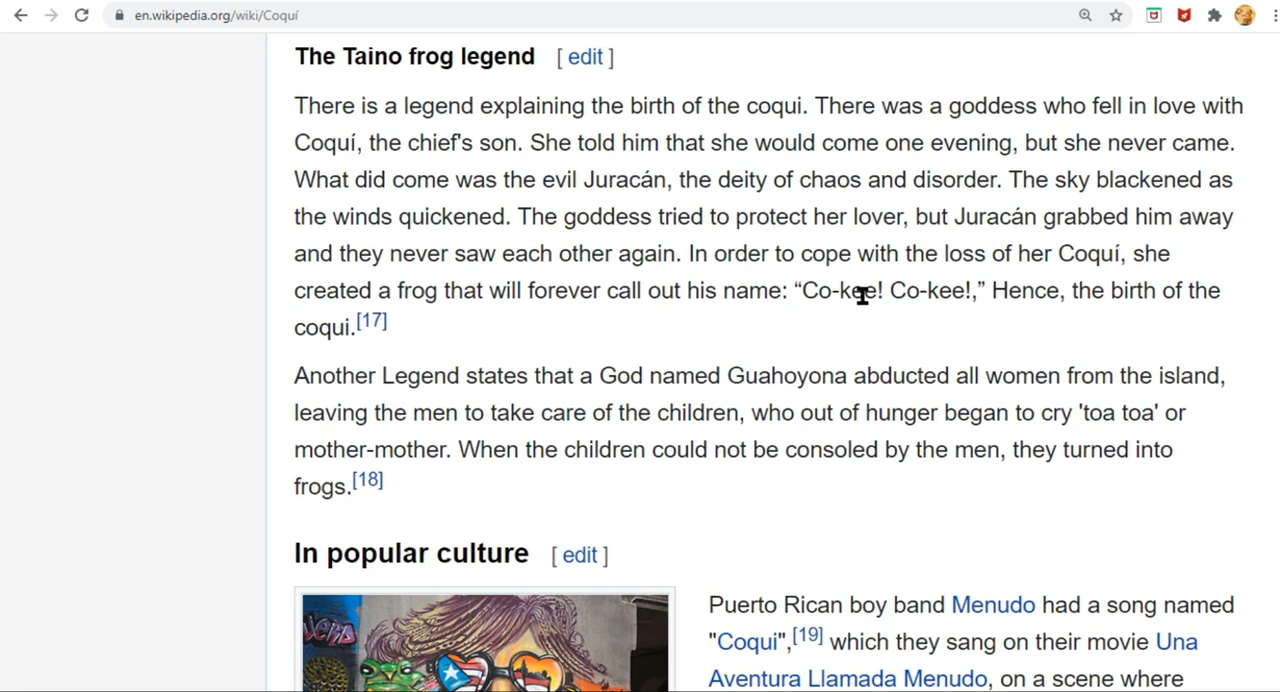 en.wikipedia.org/wiki/Coquí
The Taino frog legend [ edit ]
There is a legend explaining the birth of the coqui. There was a goddess who fell in love with
Coquí, the chief's son. She told him that she would come one evening, but she never came.
What did come was the evil Juracán, the deity of chaos and disorder. The sky blackened as
the winds quickened. The goddess tried to protect her lover, but Juracán grabbed him away
and they never saw each other again. In order to cope with the loss of her Coquí, she
created a frog that will forever call out his name: “Co-kee! Co-kee!,” Hence, the birth of the
coqui.[17]
Another Legend states that a God named Guahoyona abducted all women from the island,
leaving the men to take care of the children, who out of hunger began to cry 'toa toa' or
mother-mother. When the children could not be consoled by the men, they turned into
frogs.[18]
In popular culture [ edit ]
Puerto Rican boy band Menudo had a song named
"Coqui",[19] which they sang on their movie Una
Aventura Llamada Menudo, on a scene where